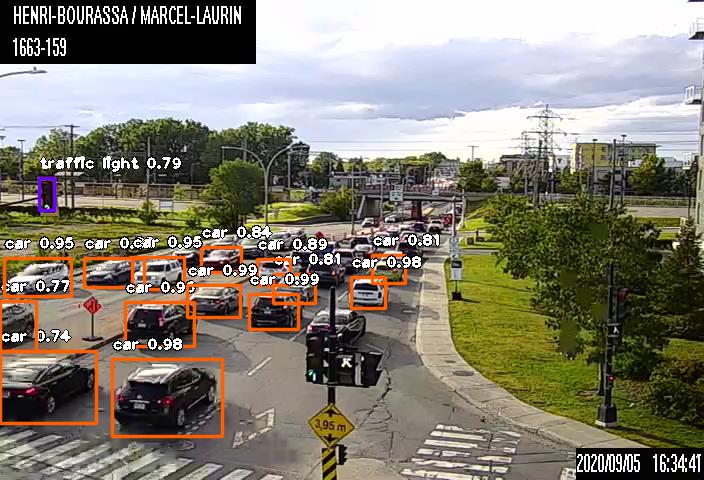 HENRI-BOURASSA / MARCEL-LAURIN
1663-159
traffic light 0.79
car 0.84
car 0.95
car 0.95
car 0.89
car 0.81
car 0.81
car 0.98
car 0.99
car 0.99
car 0.77
car 0.98
car 0.74
3,95 m
2020/09/05 16:34:41